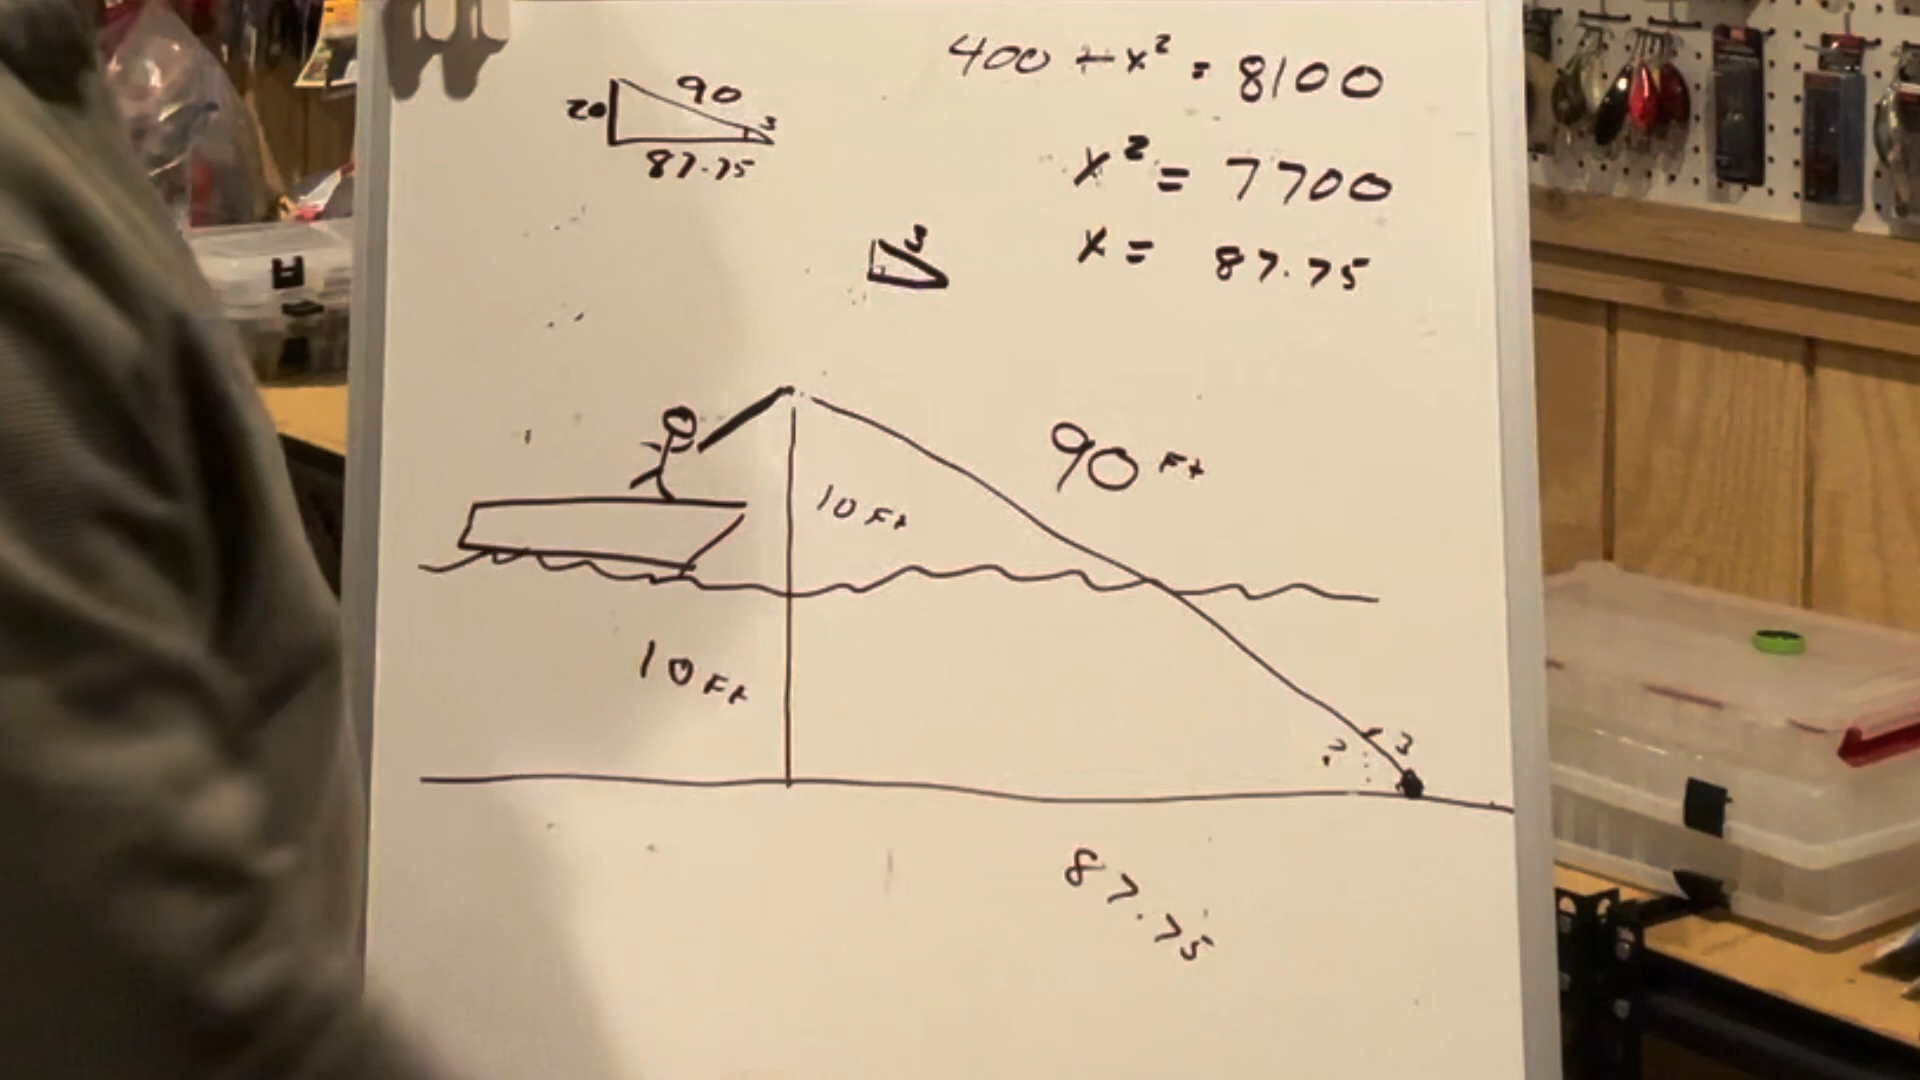 400 + x² = 8100
90
20
3
87.75
x² = 7700
3
x = 87.75
90 Ft
10 Ft
10 Ft
? 3
87.75